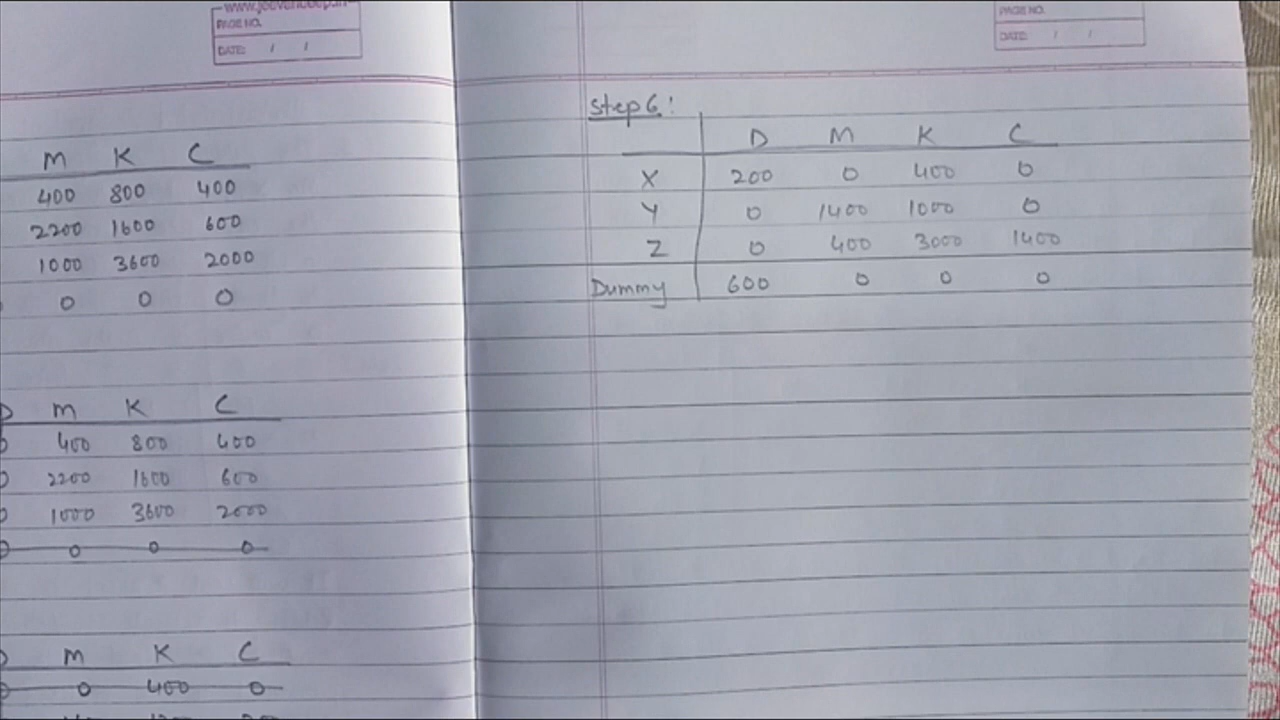 PAGE NO.
DATE: / /
M K C
400 800 400
2200 1600 600
1000 3600 2000
0 0 0
M K C
400 800 400
2200 1600 600
1000 3600 2000
0 0 0
M K C
0 400 0
PAGE NO.
DATE: / /
Step 6:
D M K C
X 200 0 400 0
Y 0 1400 1000 0
Z 0 400 3000 1400
Dummy 600 0 0 0